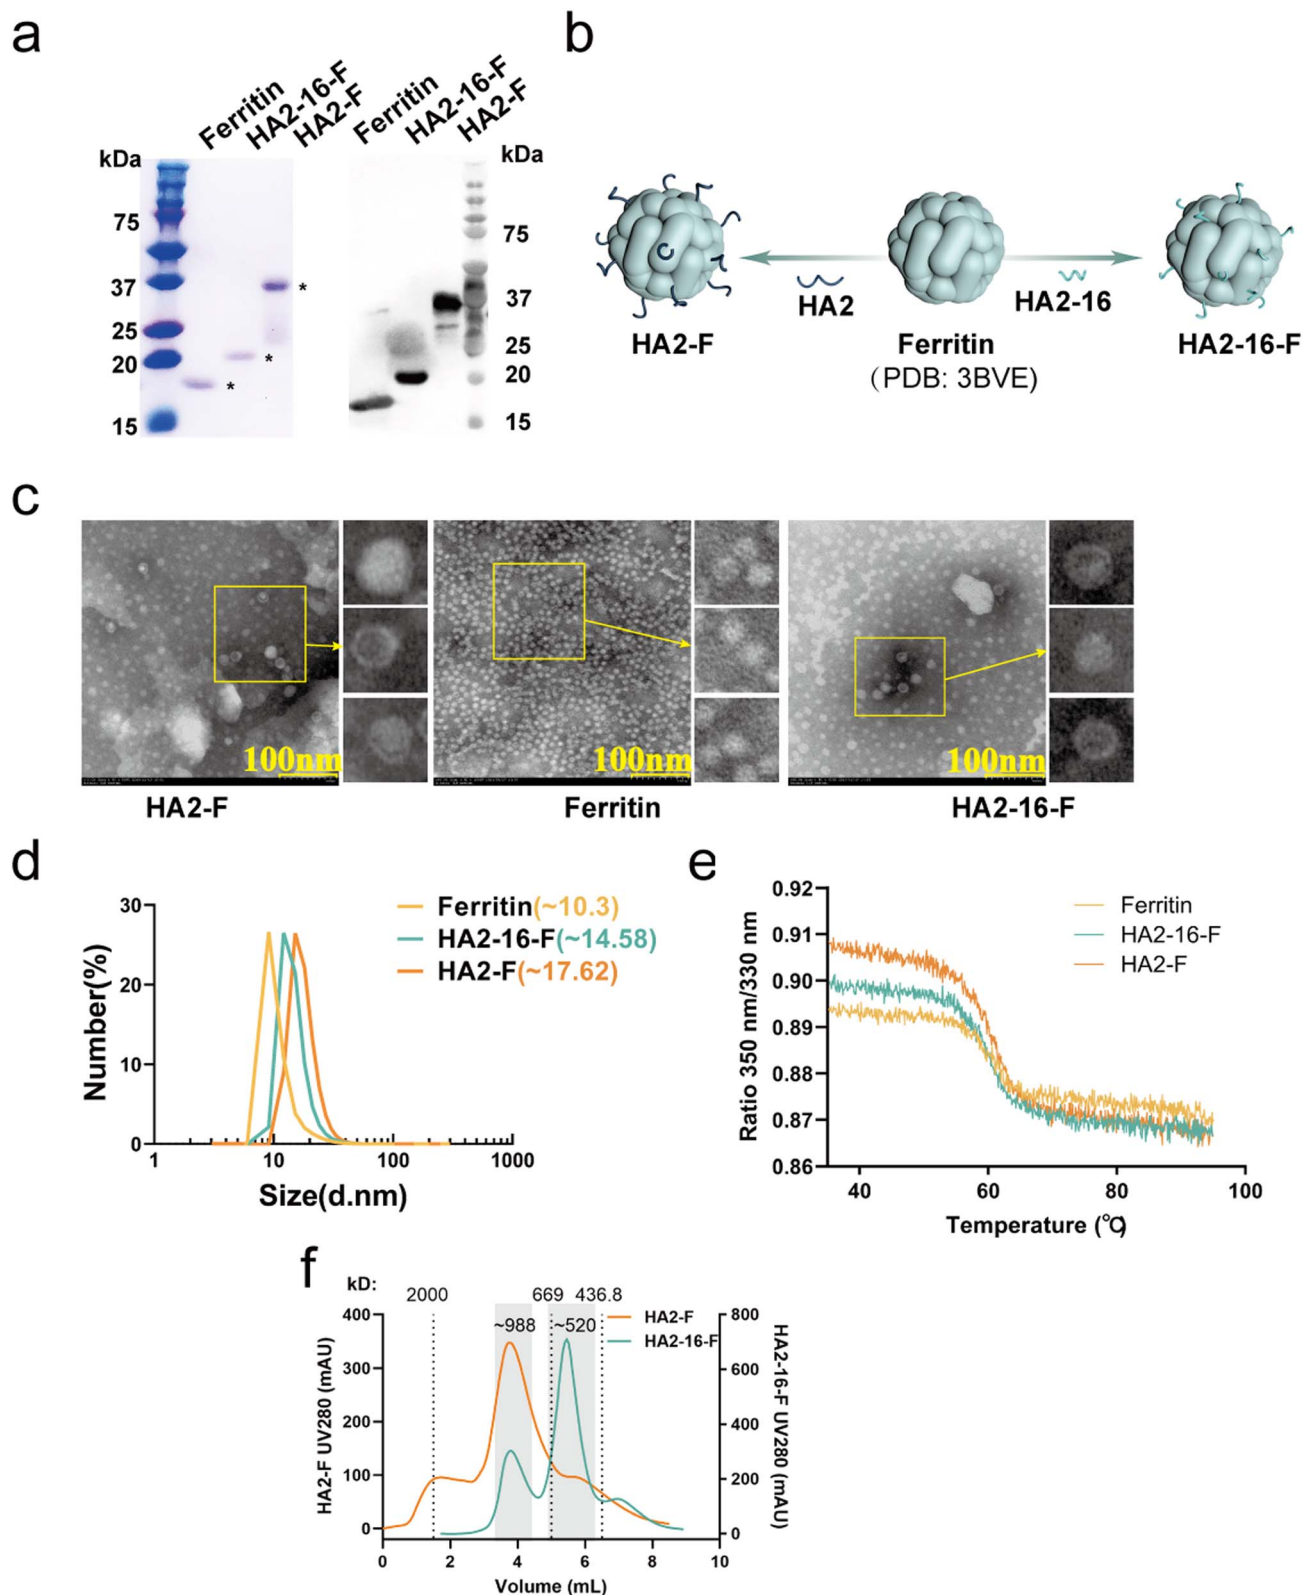 a
Ferritin
HA2-16-F
HA2-F
Ferritin
HA2-16-F
HA2-F
kDa
75
37
25
20
15
*
*
*
kDa
75
37
25
20
15
b
HA2
HA2-16
HA2-F
Ferritin
(PDB: 3BVE)
HA2-16-F
c
100nm
100nm
100nm
HA2-F
Ferritin
HA2-16-F
d
Number(%)
30
20
10
0
1
10
100
1000
Size(d.nm)
Ferritin(~10.3)
HA2-16-F(~14.58)
HA2-F(~17.62)
e
Ratio 350 nm/330 nm
0.92
0.91
0.90
0.89
0.88
0.87
0.86
40
60
80
100
Temperature (℃)
Ferritin
HA2-16-F
HA2-F
f
kD:
2000
669
436.8
~988
~520
HA2-F
HA2-16-F
HA2-F UV280 (mAU)
400
300
200
100
0
HA2-16-F UV280 (mAU)
800
600
400
200
0
0
2
4
6
8
10
Volume (mL)